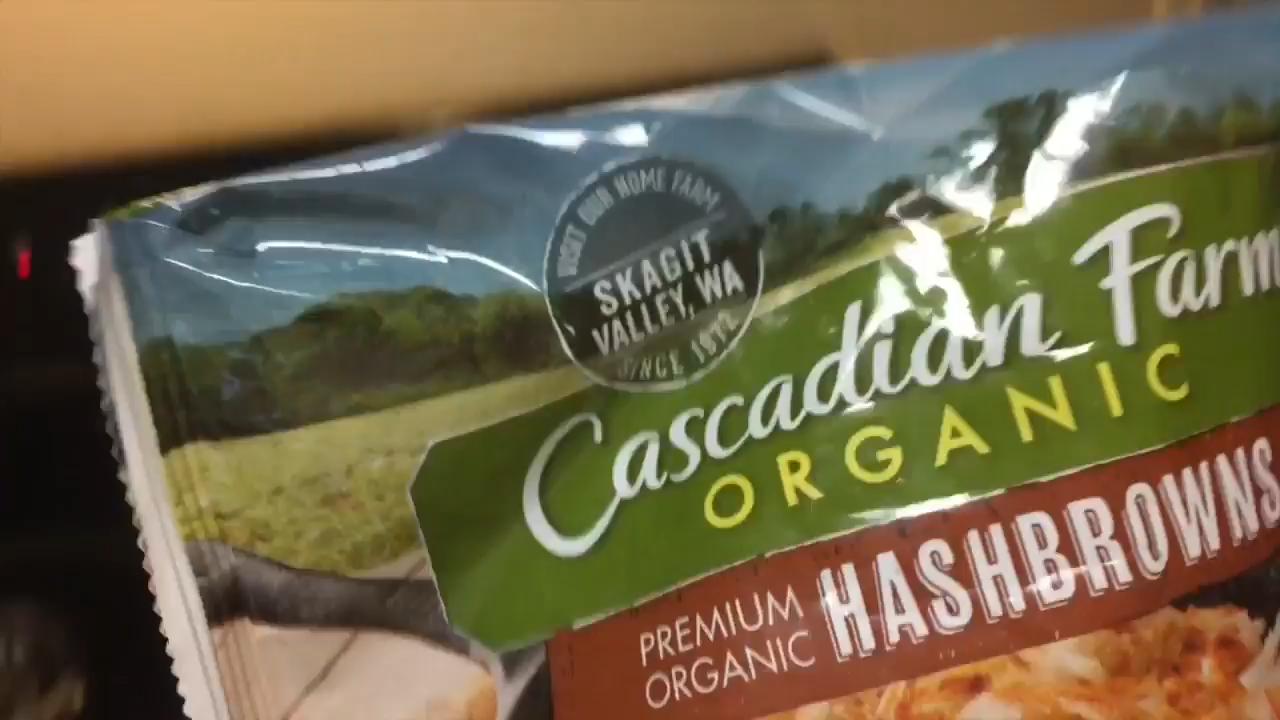 VISIT OUR HOME FARM
SKAGIT
VALLEY, WA
SINCE 1972
Cascadian Farm
ORGANIC
PREMIUM
ORGANIC
HASHBROWNS